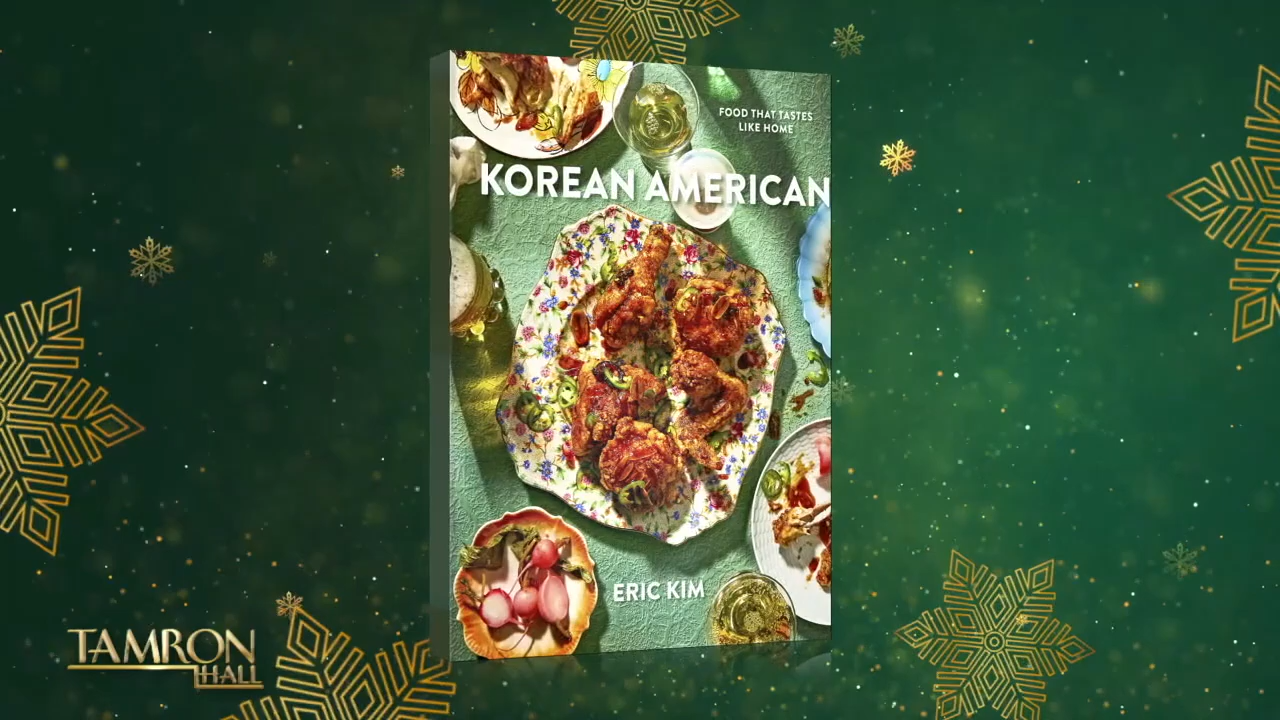 FOOD THAT TASTES
LIKE HOME
KOREAN AMERICAN
ERIC KIM
TAMRON
HALL